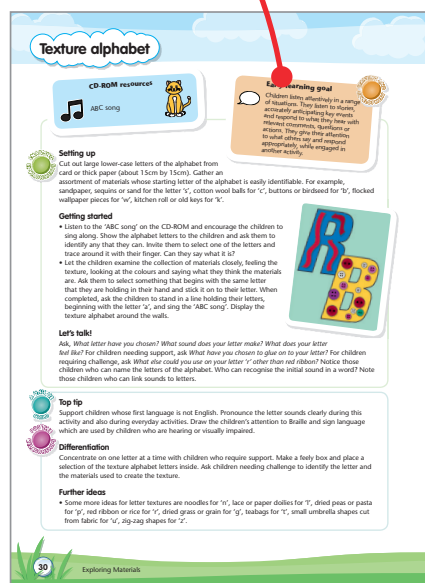 Texture alphabet
CD-ROM resources
ABC song
Early learning goal
Children listen attentively in a range
of situations. They listen to stories,
accurately anticipating key events
and respond to what they hear with
relevant comments, questions or
actions. They give their attention
to what others say and respond
appropriately, while engaged in
another activity.
Setting up
Cut out large lower-case letters of the alphabet from
card or thick paper (about 15cm by 15cm). Gather an
assortment of materials whose starting letter of the alphabet is easily identifiable. For example,
sandpaper, sequins or sand for the letter 's', cotton wool balls for 'c', buttons or birdseed for 'b', flocked
wallpaper pieces for 'w', kitchen roll or old keys for 'k'.
Getting started
• Listen to the 'ABC song' on the CD-ROM and encourage the children to
sing along. Show the alphabet letters to the children and ask them to
identify any that they can. Invite them to select one of the letters and
trace around it with their finger. Can they say what it is?
• Let the children examine the collection of materials closely, feeling the
texture, looking at the colours and saying what they think the materials
are. Ask them to select something that begins with the same letter
that they are holding in their hand and stick it on to their letter. When
completed, ask the children to stand in a line holding their letters,
beginning with the letter 'a', and sing the 'ABC song'. Display the
texture alphabet around the walls.
Let's talk!
Ask, What letter have you chosen? What sound does your letter make? What does your letter
feel like? For children needing support, ask What have you chosen to glue on to your letter? For children
requiring challenge, ask What else could you use on your letter 'r' other than red ribbon? Notice those
children who can name the letters of the alphabet. Who can recognise the initial sound in a word? Note
those children who can link sounds to letters.
Top tip
Support children whose first language is not English. Pronounce the letter sounds clearly during this
activity and also during everyday activities. Draw the children's attention to Braille and sign language
which are used by children who are hearing or visually impaired.
Differentiation
Concentrate on one letter at a time with children who require support. Make a feely box and place a
selection of the texture alphabet letters inside. Ask children needing challenge to identify the letter and
the materials used to create the texture.
Further ideas
• Some more ideas for letter textures are noodles for 'n', lace or paper doilies for 'l', dried peas or pasta
for 'p', red ribbon or rice for 'r', dried grass or grain for 'g', teabags for 't', small umbrella shapes cut
from fabric for 'u', zig-zag shapes for 'z'.
30
Exploring Materials